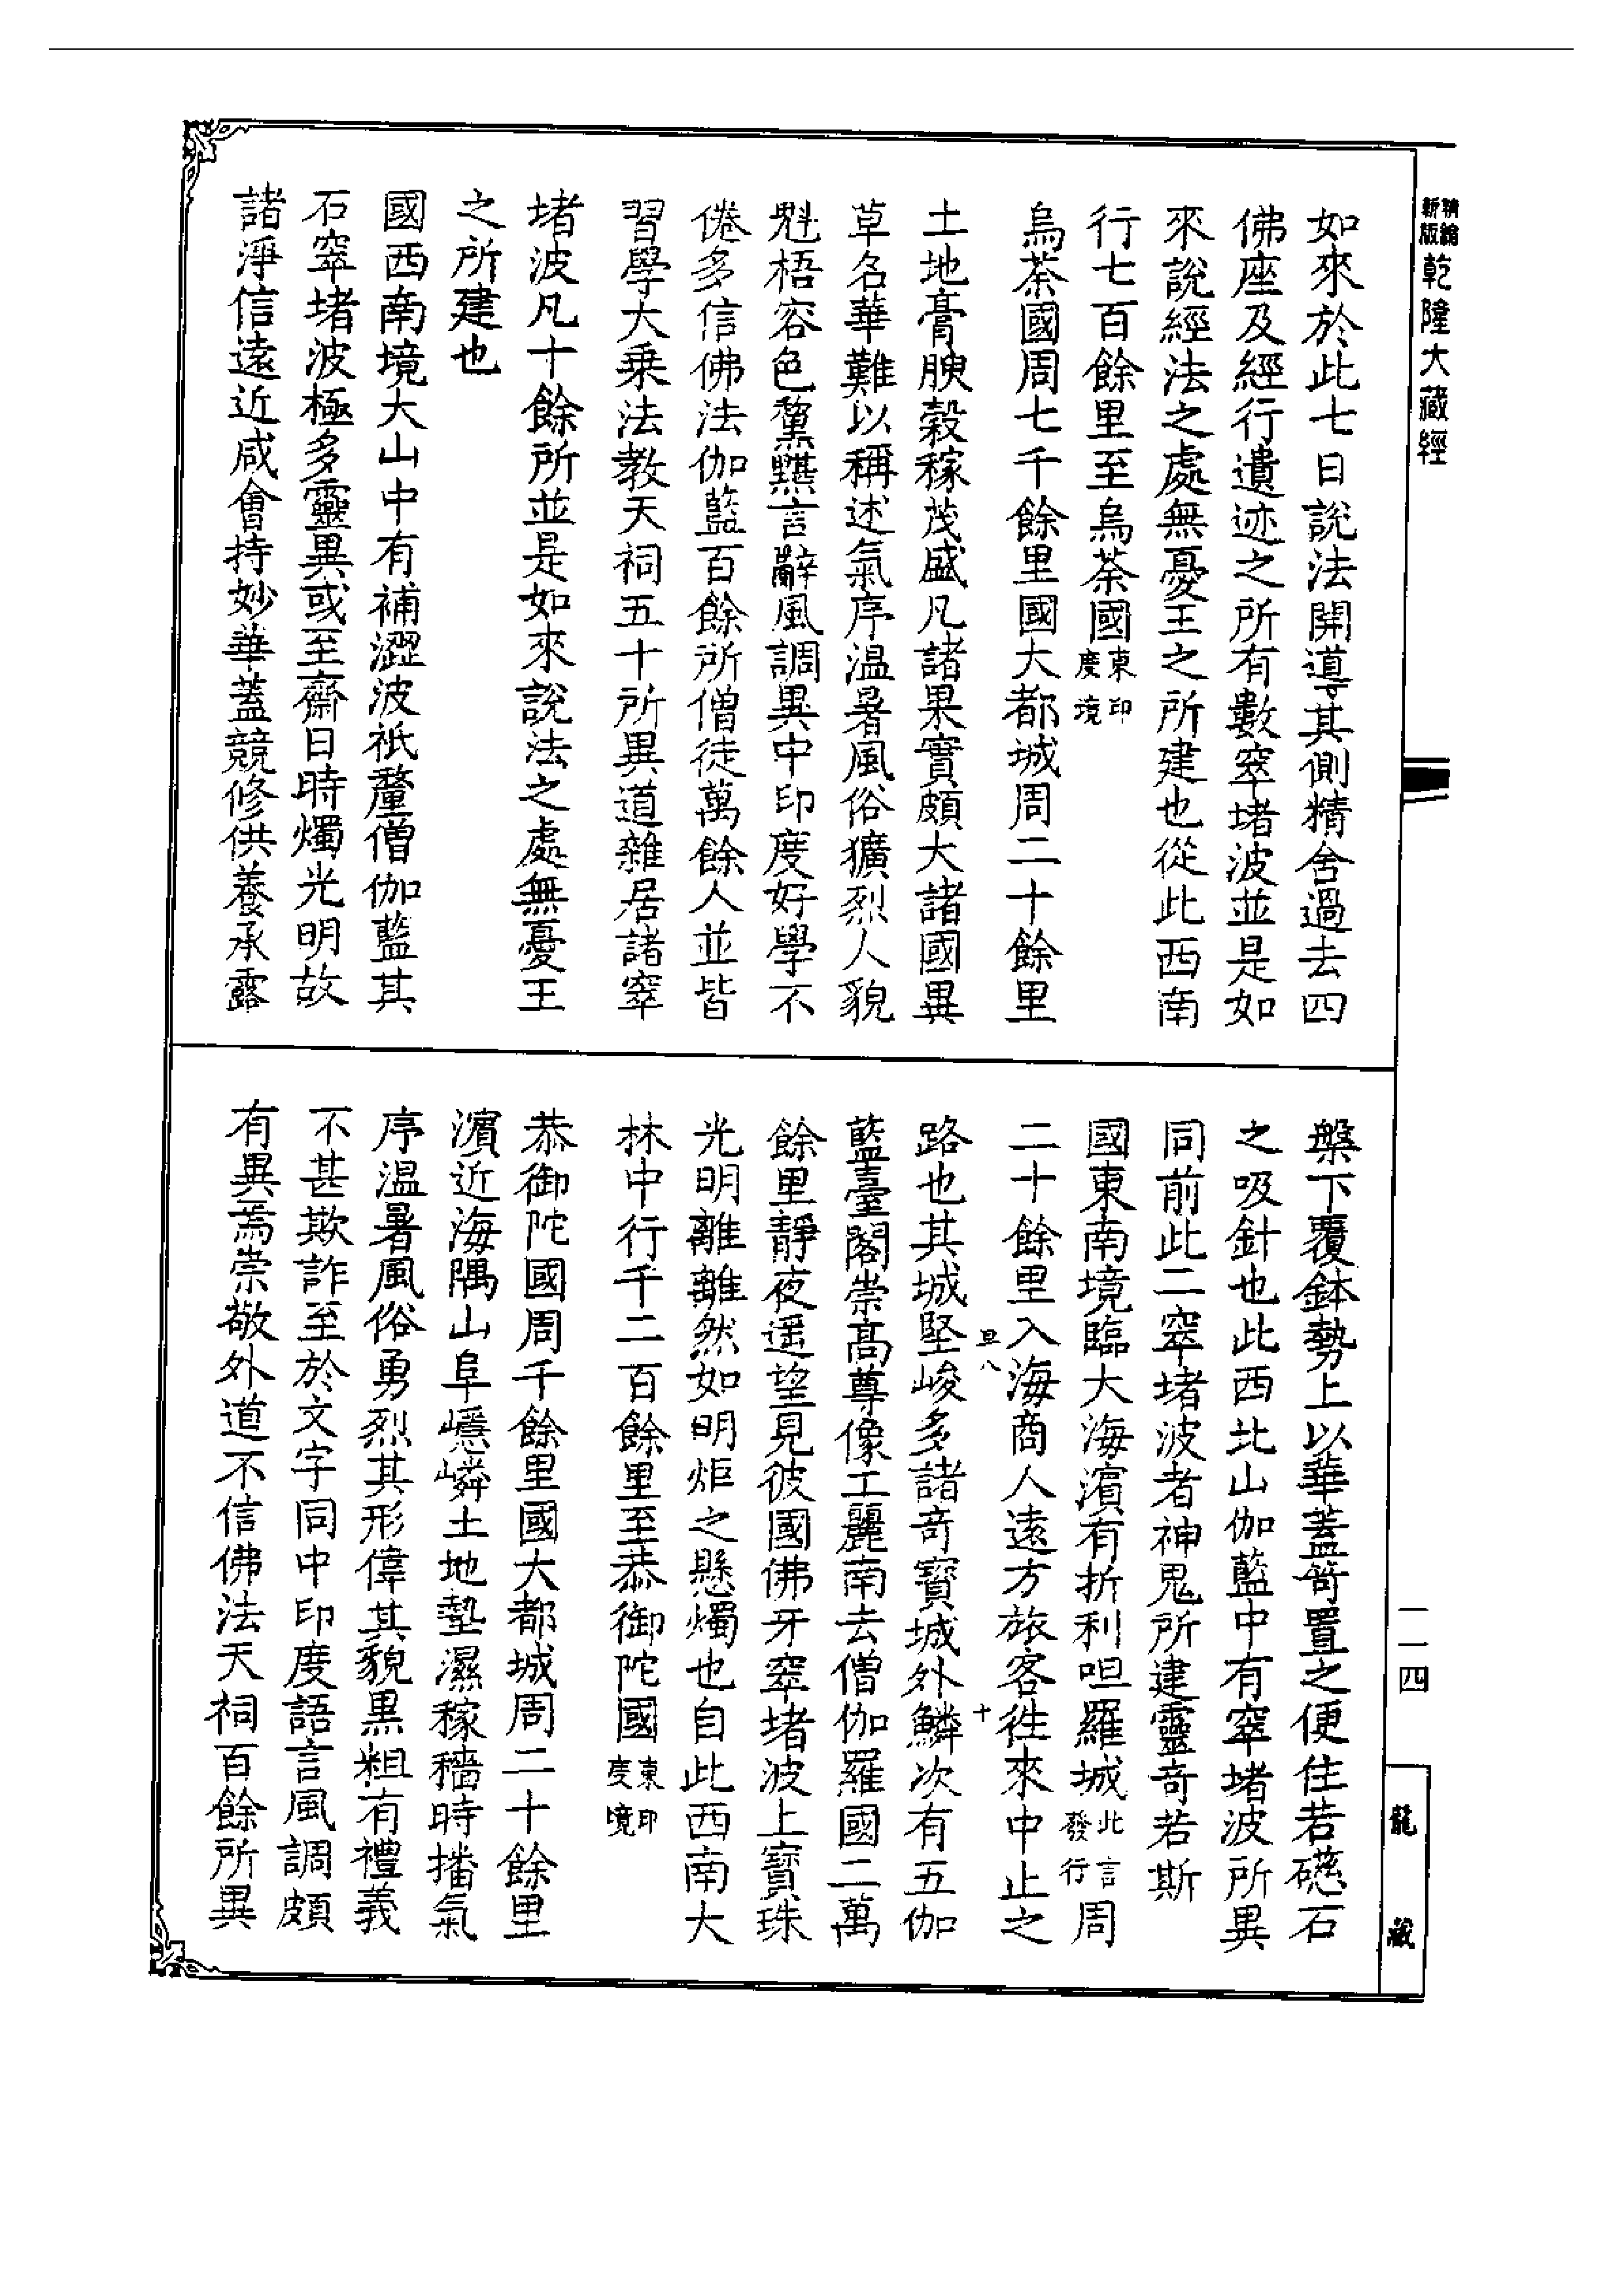 精繪新版乾隆大藏經
如來於此七日說法開導其側精舍過去四
佛座及經行遺迹之所有數窣堵波並是如
來說經法之處無憂王之所建也從此西南
行七百餘里至烏荼國東印度境
烏荼國周七千餘里國大都城周二十餘里
土地膏腴穀稼茂盛凡諸果實頗大諸國異
草名華難以稱述氣序溫暑風俗獷烈人貌
魁梧容色黧黮言辭風調異中印度好學不
倦多信佛法伽藍百餘所僧徒萬餘人並皆
習學大乗法教天祠五十所異道雜居諸窣
堵波凡十餘所並是如來說法之處無憂王
之所建也
國西南境大山中有補澀波祇釐僧伽藍其
石窣堵波極多靈異或至齋日時燭光明故
諸淨信遠近咸會持妙華蓋競修供養承露
槃下覆鉢勢上以華蓋笴置之便住若礠石
之吸針也此西北山伽藍中有窣堵波所異
同前此二窣堵波者神鬼所建靈奇若斯
國東南境臨大海濵有折利呾羅城此言發行周
二十餘里入海商人遠方旅客徃來中止之
路也其城堅峻多諸奇寳城外鱗次有五伽
藍臺閣崇高尊像工麗南去僧伽羅國二萬
餘里靜夜遥望見彼國佛牙窣堵波上寳珠
光明離離然如明炬之懸燭也自此西南大
林中行千二百餘里至恭御陀國東印度境
恭御陀國周千餘里國大都城周二十餘里
濵近海隅山阜㠥嶙土地墊濕稼穡時播氣
序溫暑風俗勇烈其形偉其貌黑粗有禮義
不甚欺詐至於文字同中印度語言風調頗
有異焉崇敬外道不信佛法天祠百餘所異
旦八
十
一一四
龍藏